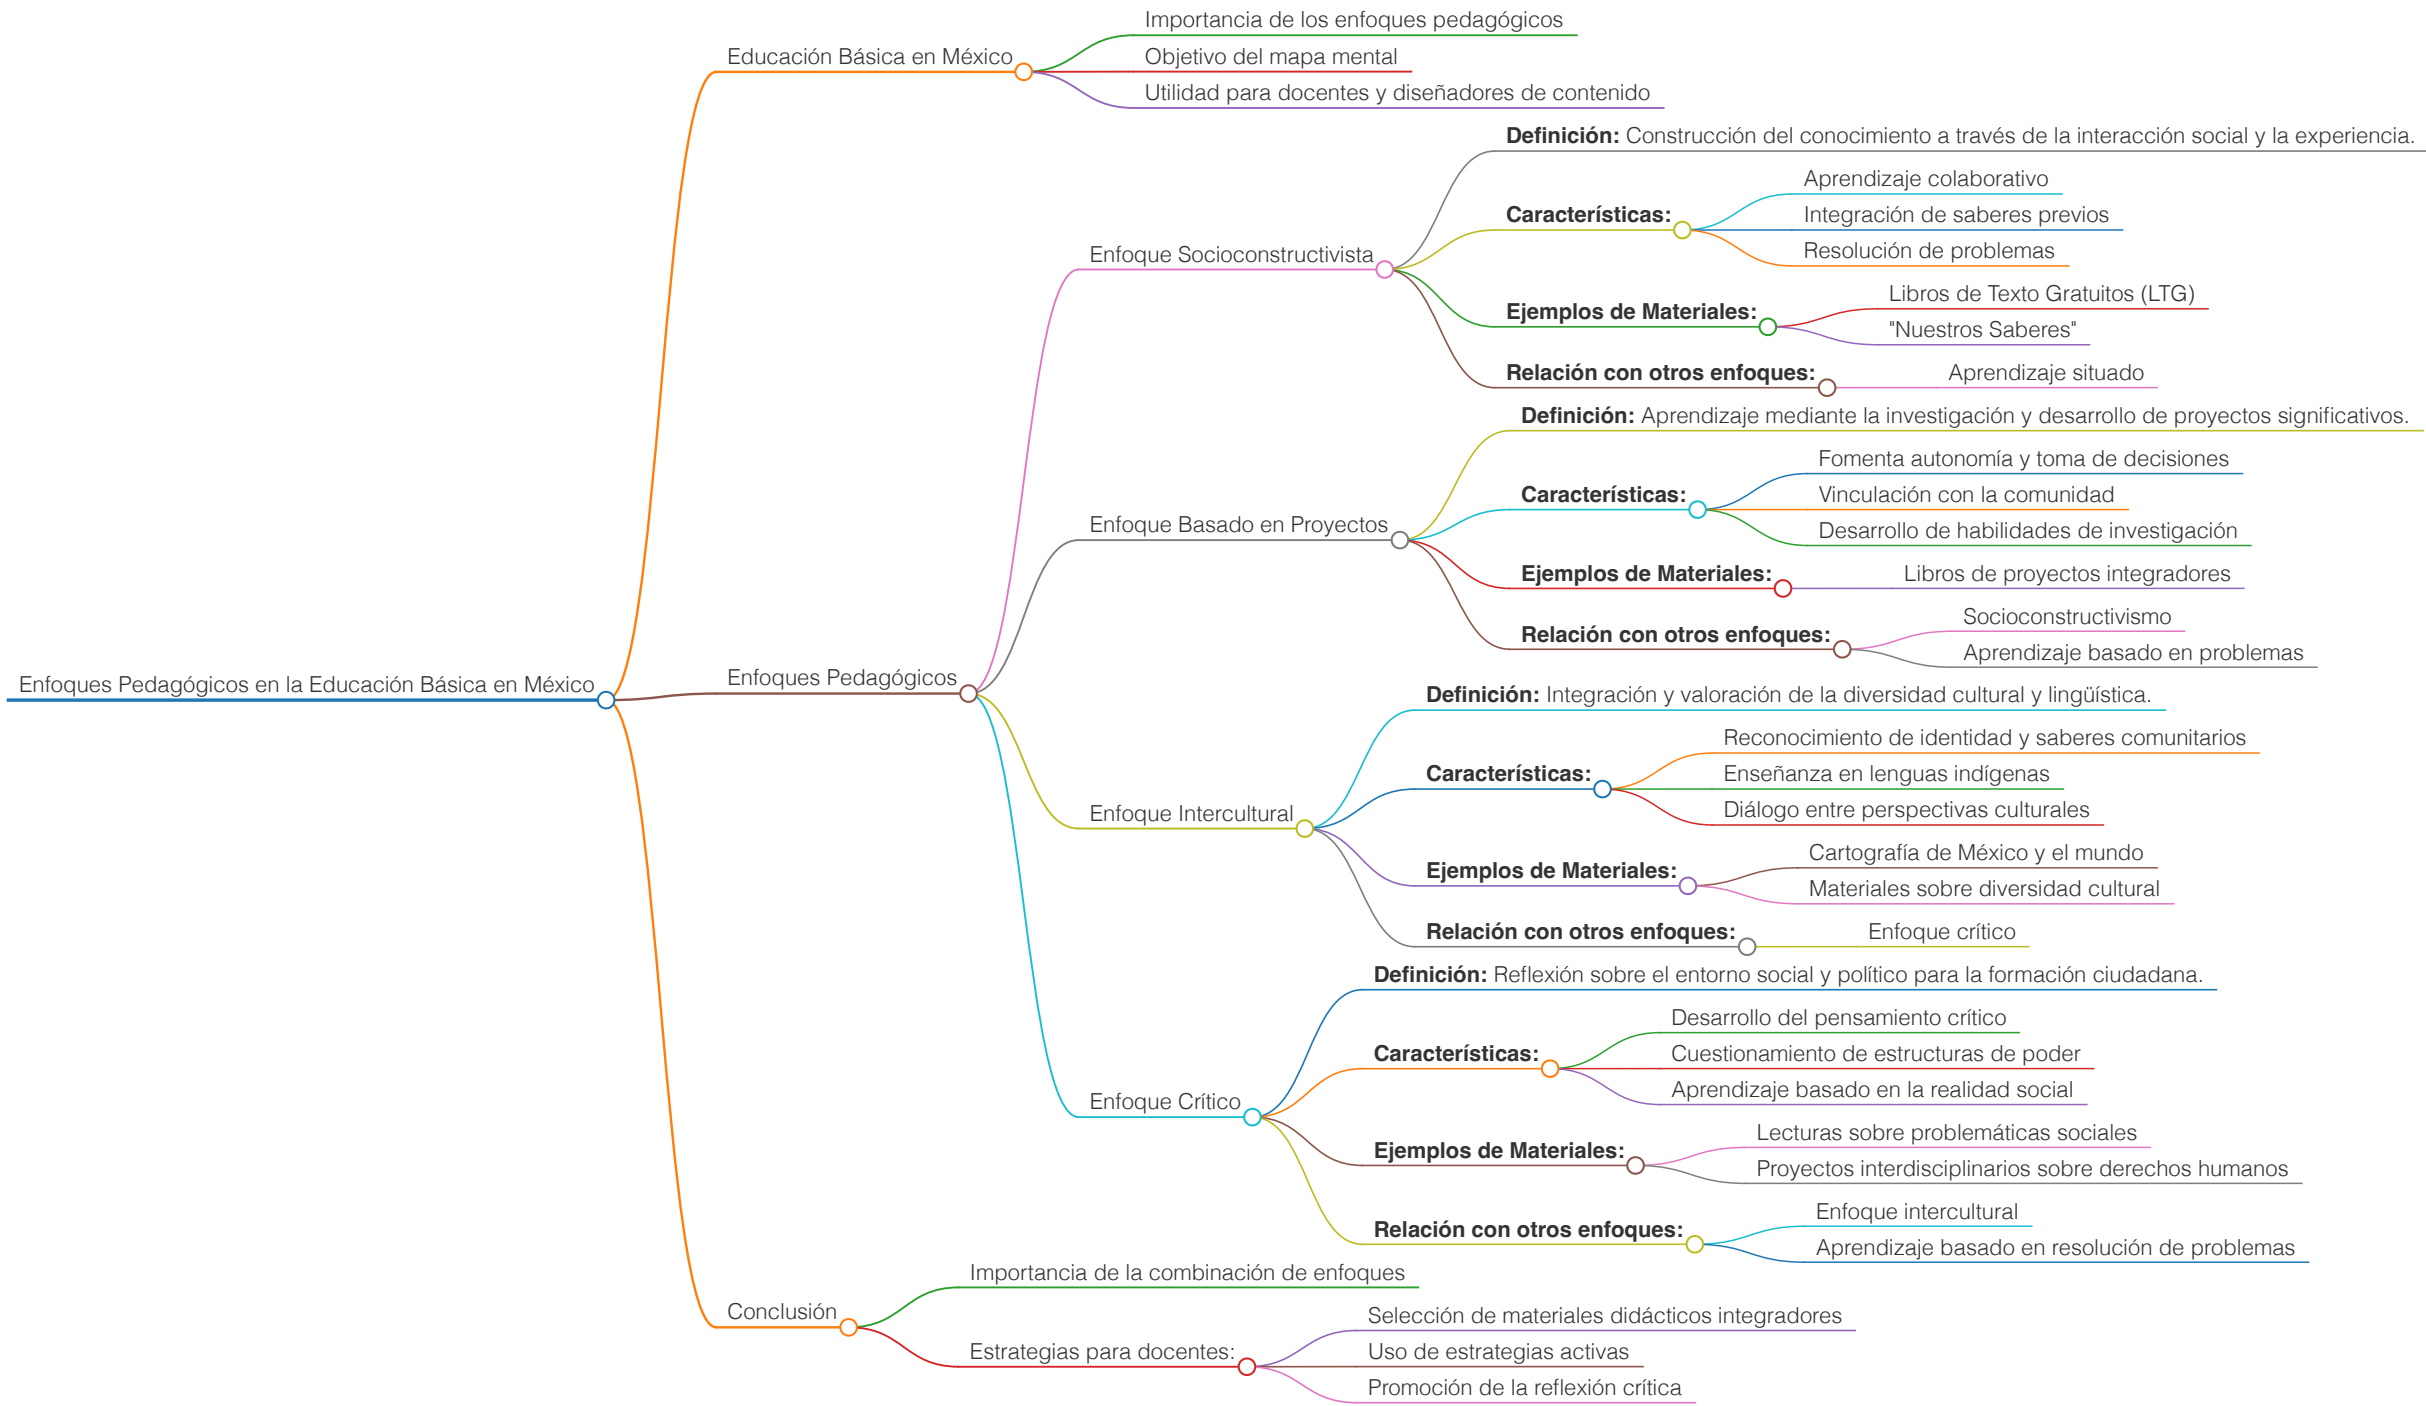 Enfoques Pedagógicos en la Educación Básica en México
Educación Básica en México
Importancia de los enfoques pedagógicos
Objetivo del mapa mental
Utilidad para docentes y diseñadores de contenido
Enfoques Pedagógicos
Enfoque Socioconstructivista
Definición: Construcción del conocimiento a través de la interacción social y la experiencia.
Características:
Aprendizaje colaborativo
Integración de saberes previos
Resolución de problemas
Ejemplos de Materiales:
Libros de Texto Gratuitos (LTG)
"Nuestros Saberes"
Relación con otros enfoques:
Aprendizaje situado
Enfoque Basado en Proyectos
Definición: Aprendizaje mediante la investigación y desarrollo de proyectos significativos.
Características:
Fomenta autonomía y toma de decisiones
Vinculación con la comunidad
Desarrollo de habilidades de investigación
Ejemplos de Materiales:
Libros de proyectos integradores
Relación con otros enfoques:
Socioconstructivismo
Aprendizaje basado en problemas
Enfoque Intercultural
Definición: Integración y valoración de la diversidad cultural y lingüística.
Características:
Reconocimiento de identidad y saberes comunitarios
Enseñanza en lenguas indígenas
Diálogo entre perspectivas culturales
Ejemplos de Materiales:
Cartografía de México y el mundo
Materiales sobre diversidad cultural
Relación con otros enfoques:
Enfoque crítico
Enfoque Crítico
Definición: Reflexión sobre el entorno social y político para la formación ciudadana.
Características:
Desarrollo del pensamiento crítico
Cuestionamiento de estructuras de poder
Aprendizaje basado en la realidad social
Ejemplos de Materiales:
Lecturas sobre problemáticas sociales
Proyectos interdisciplinarios sobre derechos humanos
Relación con otros enfoques:
Enfoque intercultural
Aprendizaje basado en resolución de problemas
Conclusión
Importancia de la combinación de enfoques
Estrategias para docentes:
Selección de materiales didácticos integradores
Uso de estrategias activas
Promoción de la reflexión crítica